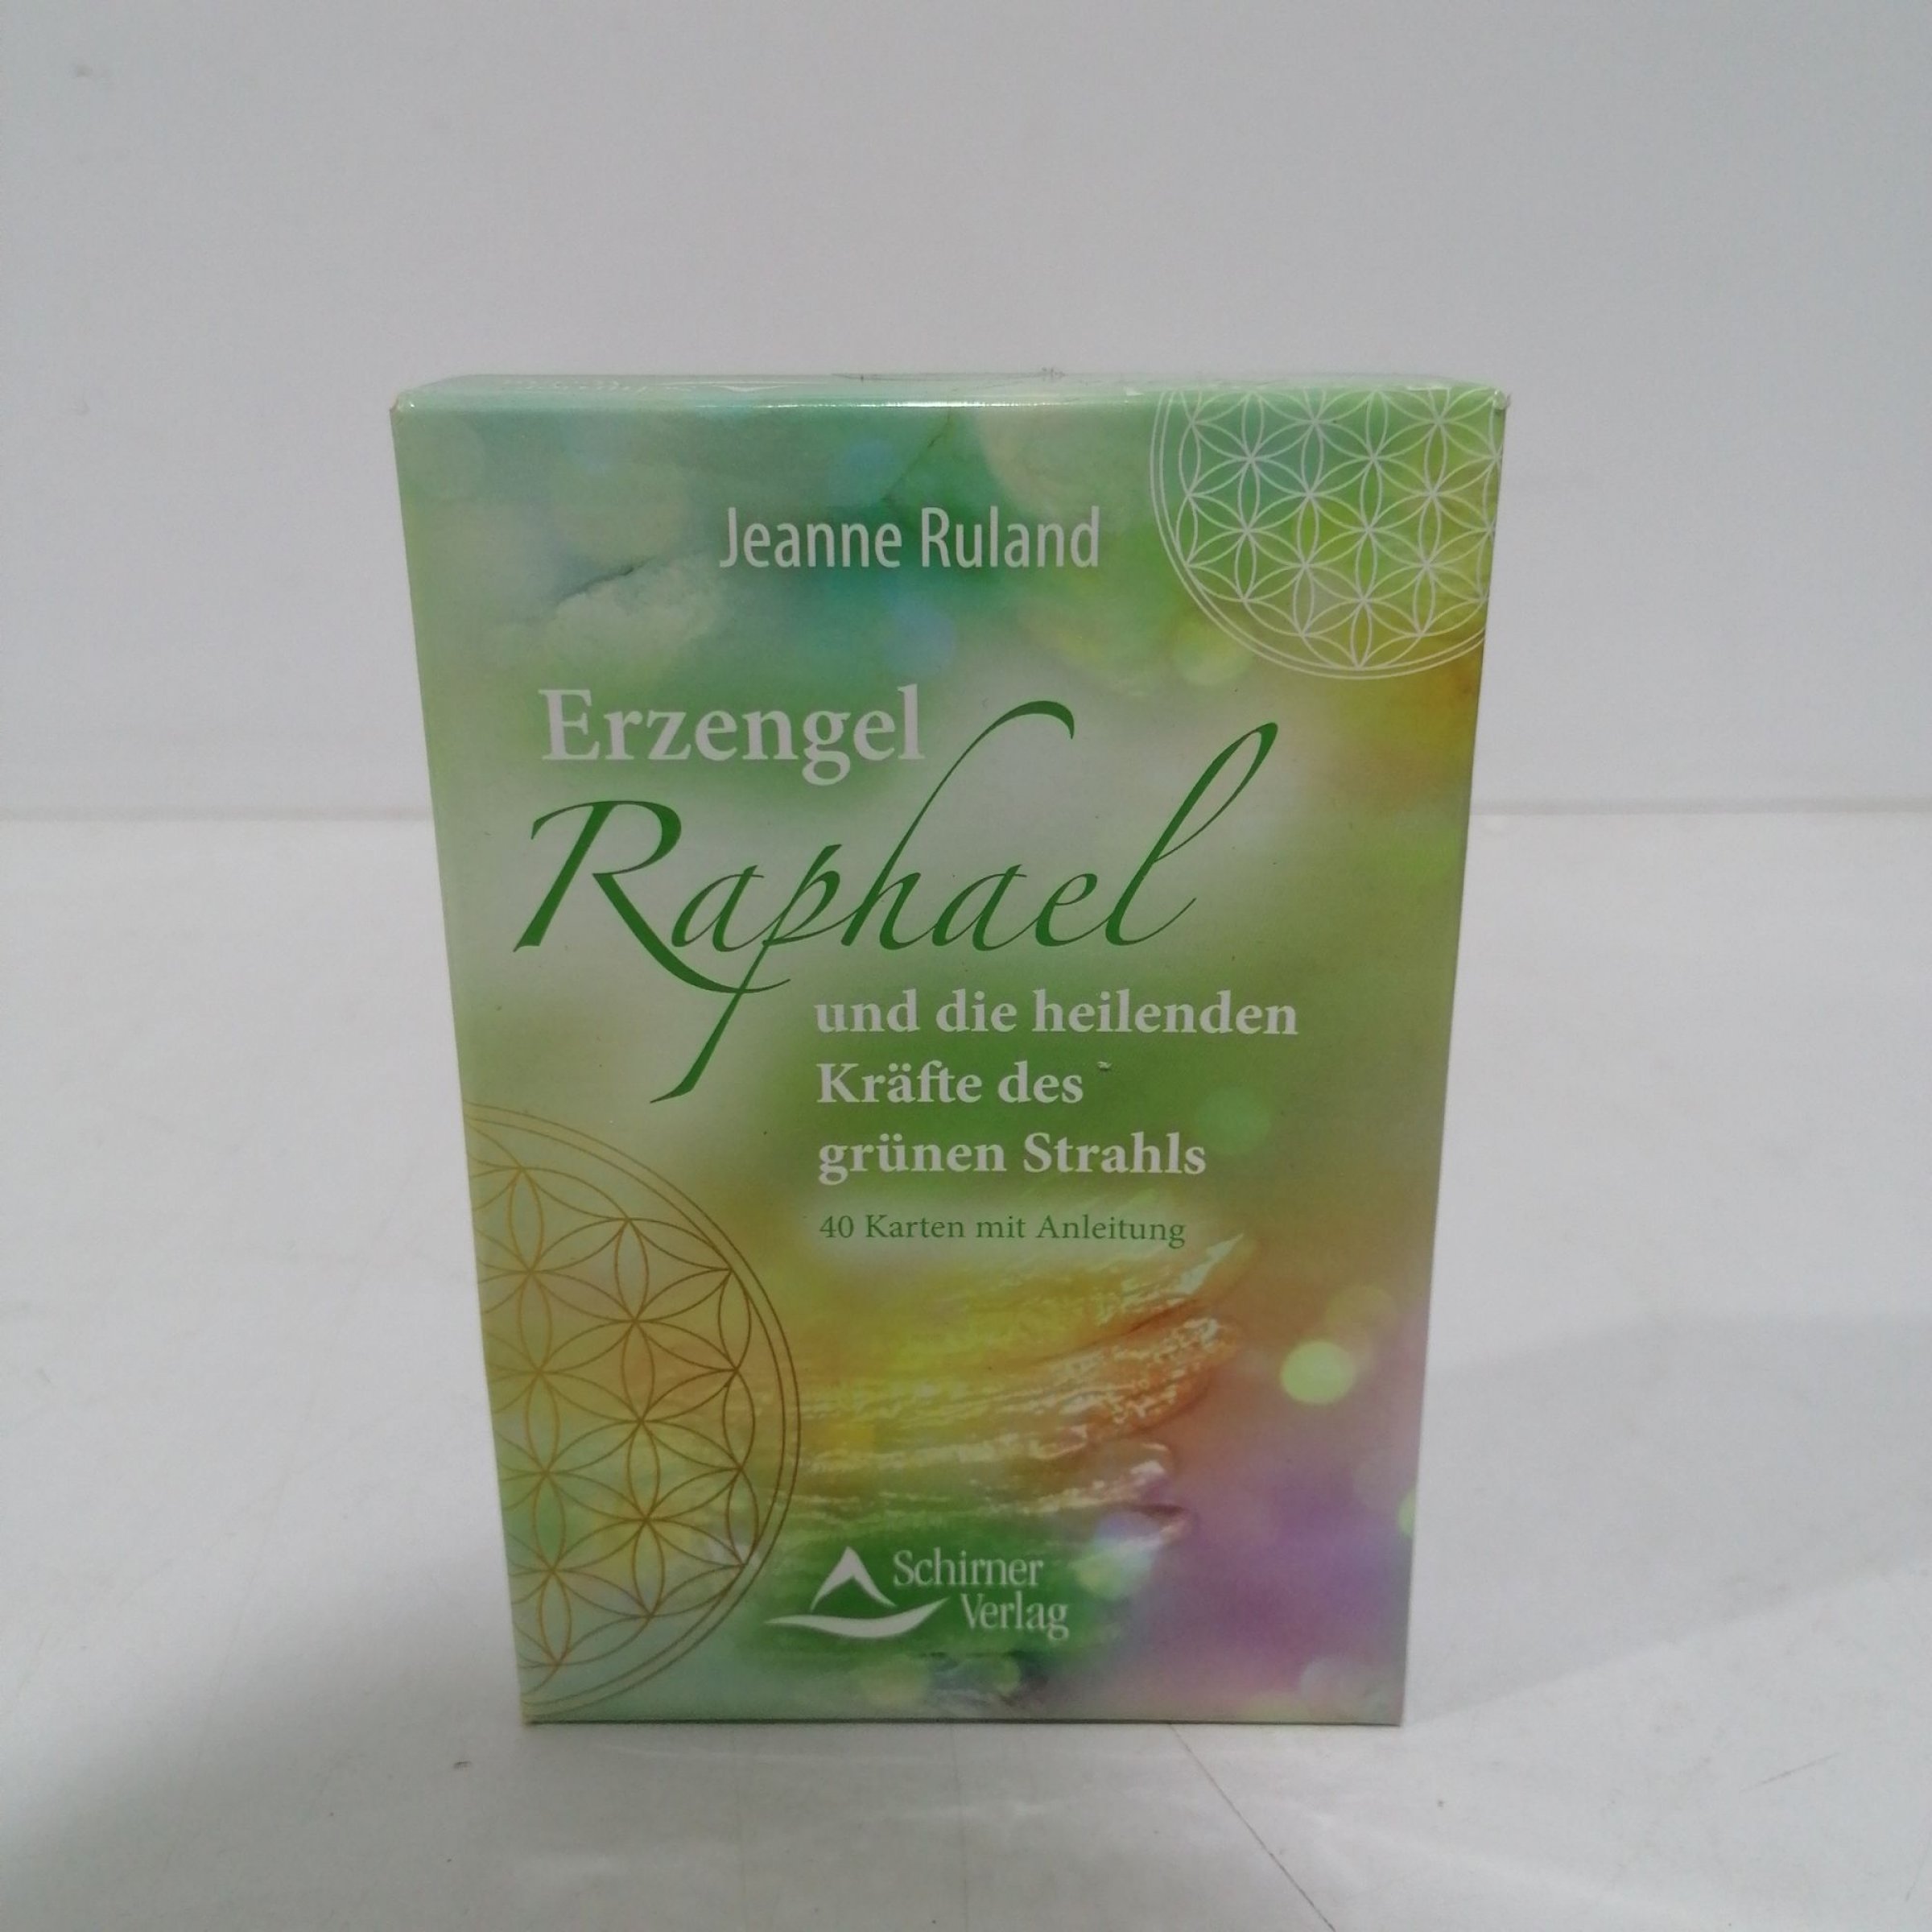 Jeanne Ruland
Erzengel
Raphael
und die heilenden
Kräfte des
grünen Strahls
40 Karten mit Anleitung
Schirner
Verlag